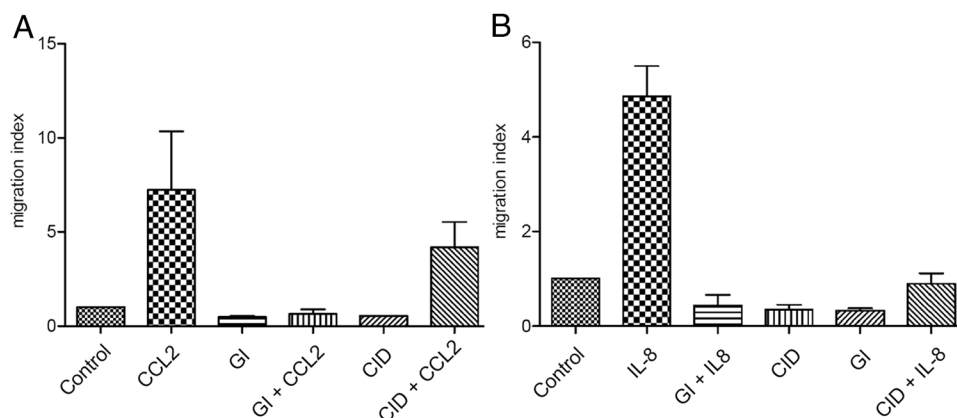 A
15
10
5
0
migration index
Control
CCL2
GI
GI + CCL2
CID
CID + CCL2
B
6
4
2
0
migration index
Control
IL-8
GI + IL8
CID
GI
CID + IL-8